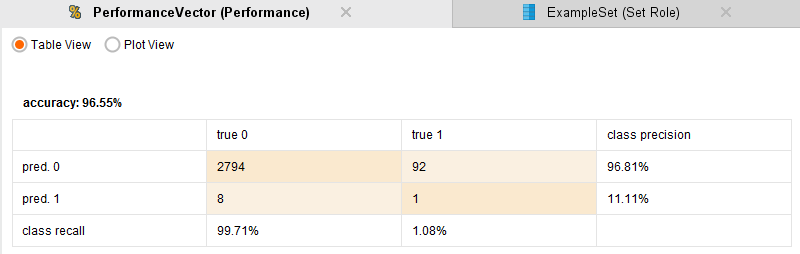 PerformanceVector (Performance) ExampleSet (Set Role)
Table View Plot View
accuracy: 96.55%
true 0 true 1 class precision
pred. 0 2794 92 96.81%
pred. 1 8 1 11.11%
class recall 99.71% 1.08%